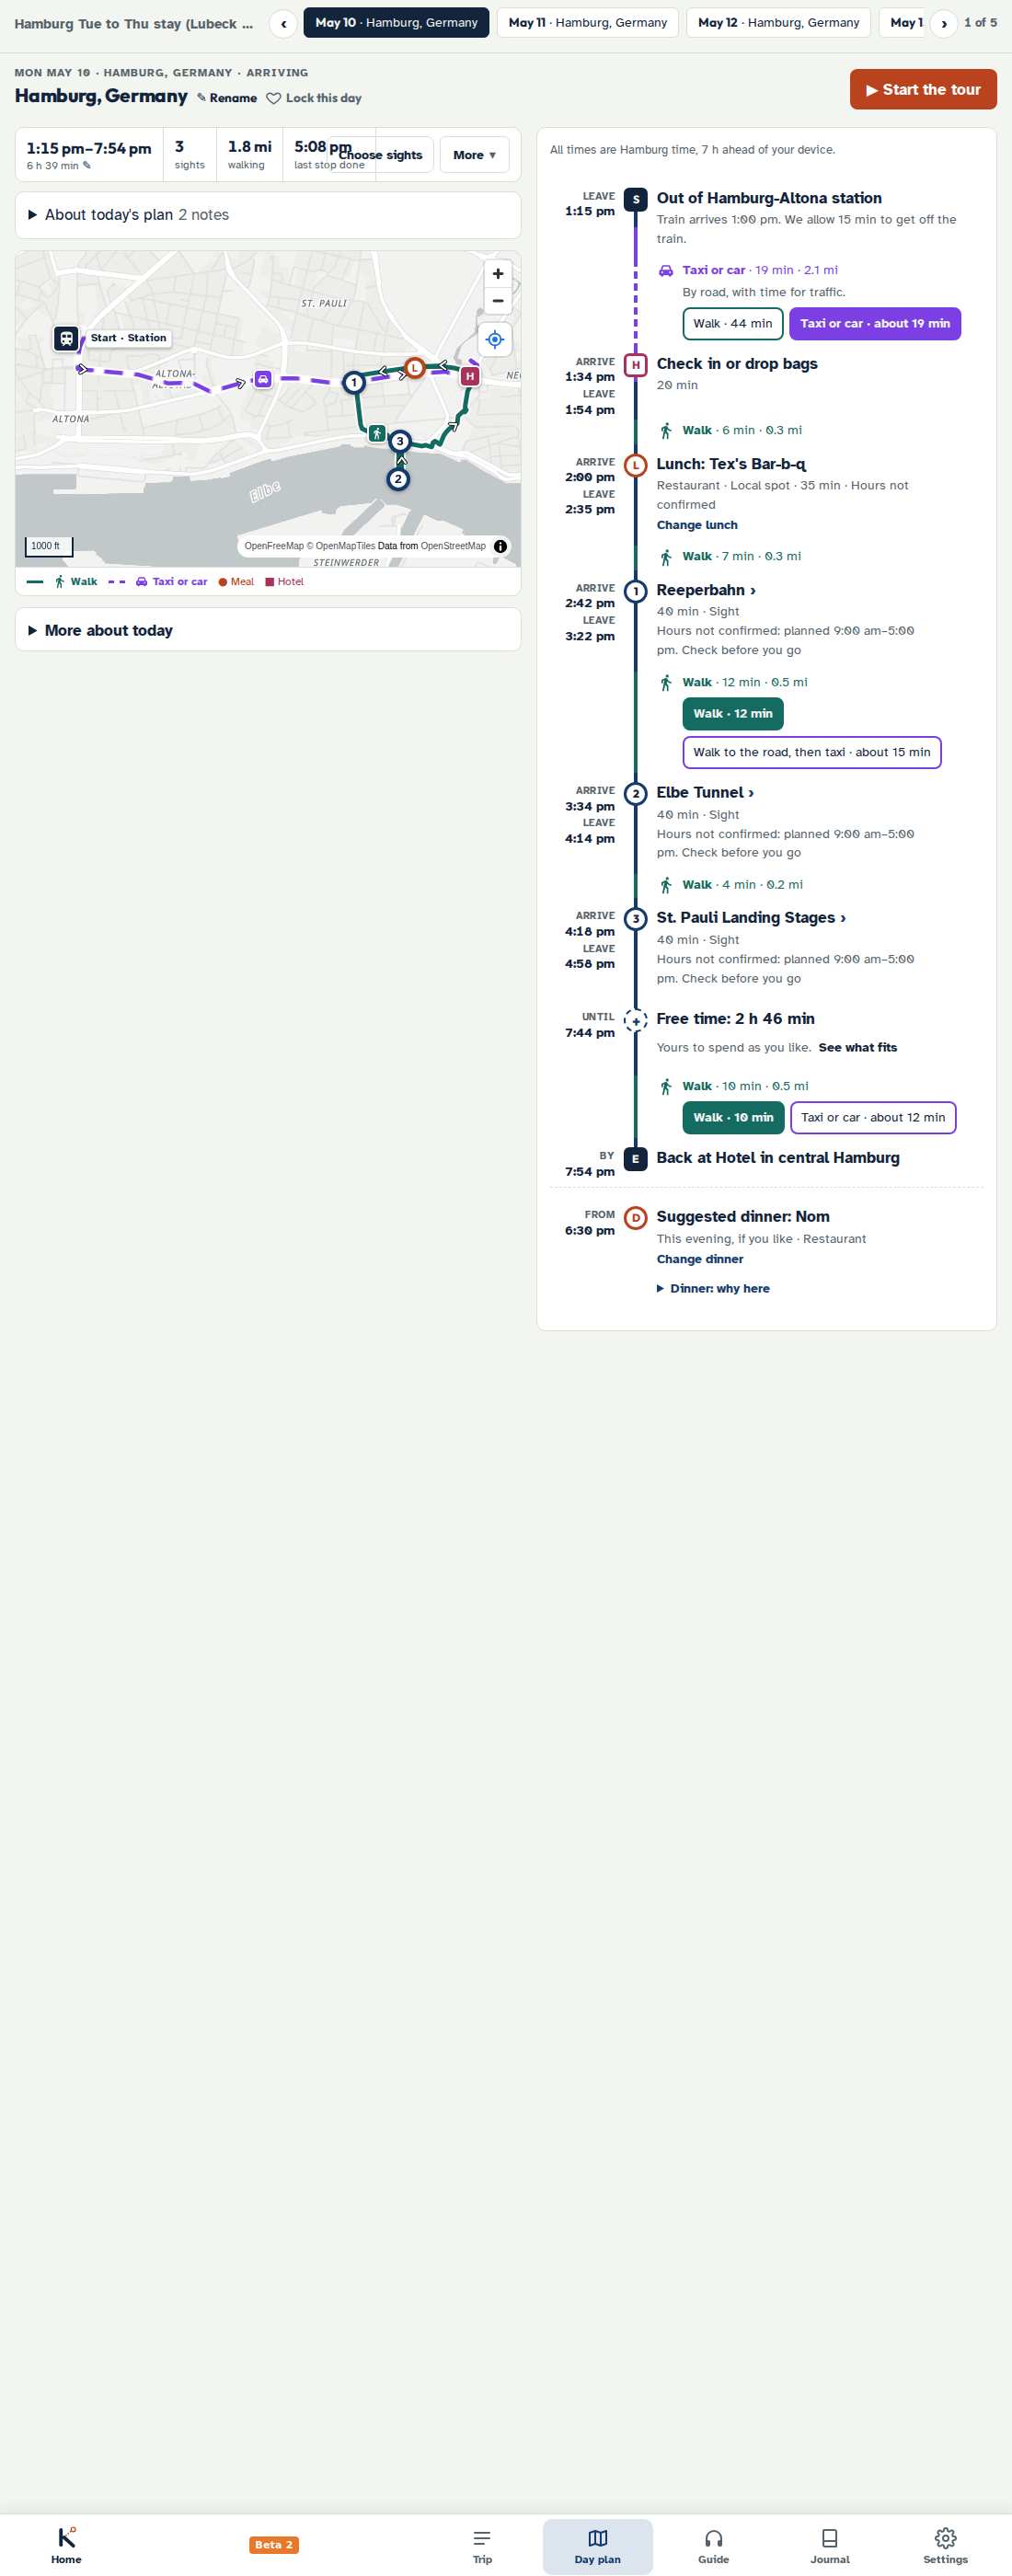 Hamburg Tue to Thu stay (Lubeck ...
‹
May 10 · Hamburg, Germany
May 11 · Hamburg, Germany
May 12 · Hamburg, Germany
May 1
›
1 of 5
MON MAY 10 · HAMBURG, GERMANY · ARRIVING
Hamburg, Germany
✎ Rename
Lock this day
▶ Start the tour
1:15 pm–7:54 pm
6 h 39 min ✎
3
sights
1.8 mi
walking
5:08 pm
last stop done
Choose sights
More ▾
▶ About today's plan 2 notes
ST. PAULI
Start · Station
ALTONA-
ALTONA
NE
Elbe
STEINWERDER
L
H
1
3
2
+
−
1000 ft
OpenFreeMap © OpenMapTiles Data from OpenStreetMap
Walk
Taxi or car
Meal
Hotel
▶ More about today
All times are Hamburg time, 7 h ahead of your device.
LEAVE
1:15 pm
S
Out of Hamburg-Altona station
Train arrives 1:00 pm. We allow 15 min to get off the
train.
Taxi or car · 19 min · 2.1 mi
By road, with time for traffic.
Walk · 44 min
Taxi or car · about 19 min
ARRIVE
1:34 pm
LEAVE
1:54 pm
H
Check in or drop bags
20 min
Walk · 6 min · 0.3 mi
ARRIVE
2:00 pm
LEAVE
2:35 pm
L
Lunch: Tex's Bar-b-q
Restaurant · Local spot · 35 min · Hours not
confirmed
Change lunch
Walk · 7 min · 0.3 mi
ARRIVE
2:42 pm
LEAVE
3:22 pm
1
Reeperbahn ›
40 min · Sight
Hours not confirmed: planned 9:00 am–5:00
pm. Check before you go
Walk · 12 min · 0.5 mi
Walk · 12 min
Walk to the road, then taxi · about 15 min
ARRIVE
3:34 pm
LEAVE
4:14 pm
2
Elbe Tunnel ›
40 min · Sight
Hours not confirmed: planned 9:00 am–5:00
pm. Check before you go
Walk · 4 min · 0.2 mi
ARRIVE
4:18 pm
LEAVE
4:58 pm
3
St. Pauli Landing Stages ›
40 min · Sight
Hours not confirmed: planned 9:00 am–5:00
pm. Check before you go
UNTIL
7:44 pm
+
Free time: 2 h 46 min
Yours to spend as you like. See what fits
Walk · 10 min · 0.5 mi
Walk · 10 min
Taxi or car · about 12 min
BY
7:54 pm
E
Back at Hotel in central Hamburg
FROM
6:30 pm
D
Suggested dinner: Nom
This evening, if you like · Restaurant
Change dinner
▶ Dinner: why here
Home
Beta 2
Trip
Day plan
Guide
Journal
Settings